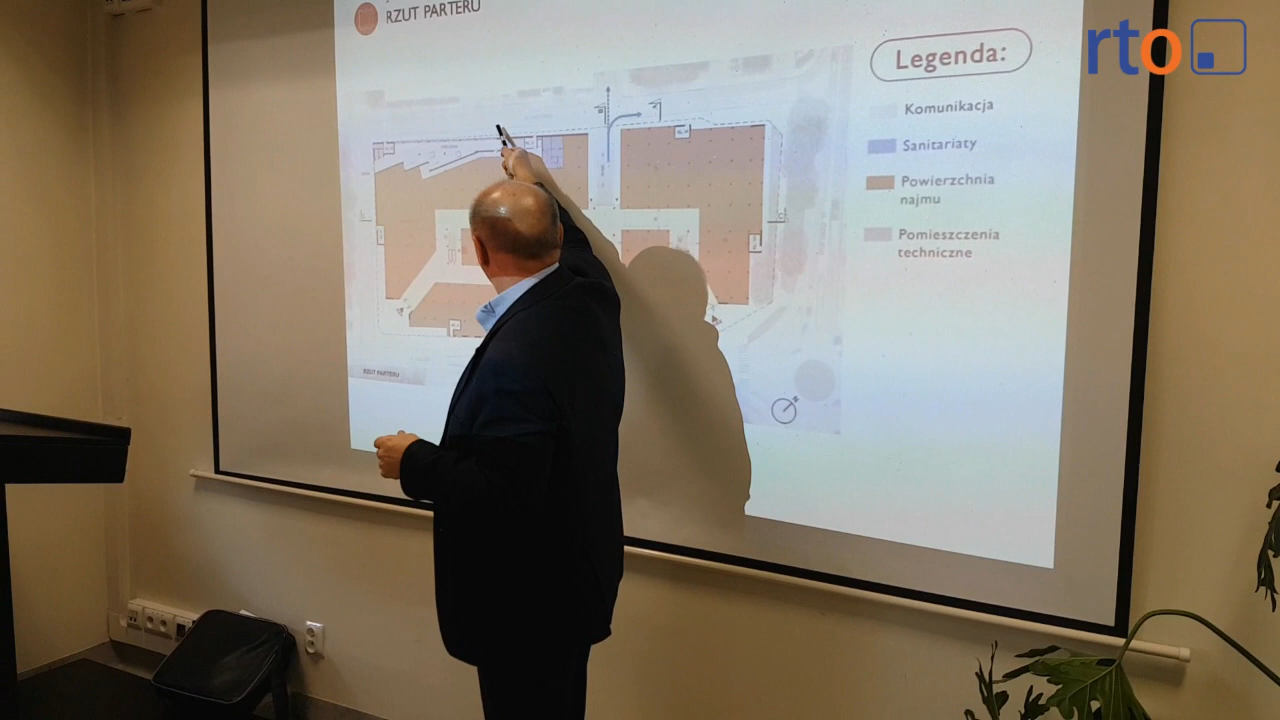 RZUT PARTERU
rto
Legenda:
Komunikacja
Sanitariaty
Powierzchnia
najmu
Pomieszczenia
techniczne
RZUT PARTERU